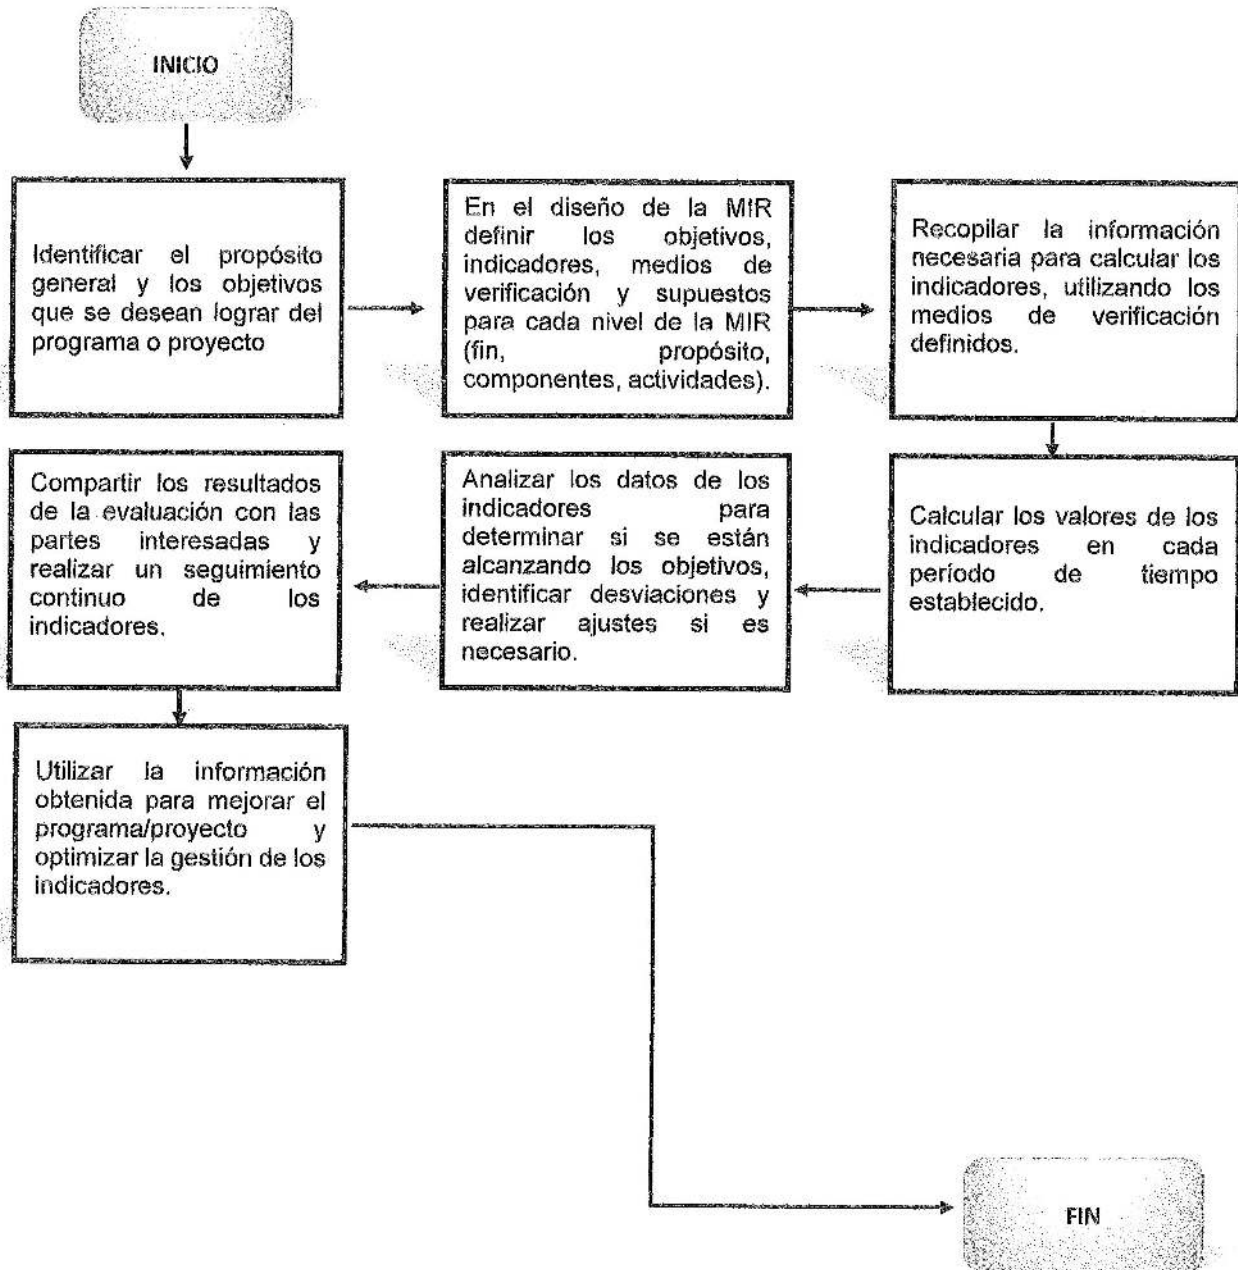 INICIO
Identificar el propósito
general y los objetivos
que se desean lograr del
programa o proyecto
En el diseño de la MIR
definir los objetivos,
indicadores, medios de
verificación y supuestos
para cada nivel de la MIR
(fin, propósito,
componentes, actividades).
Recopilar la información
necesaria para calcular los
indicadores, utilizando los
medios de verificación
definidos.
Calcular los valores de los
indicadores en cada
período de tiempo
establecido.
Analizar los datos de los
indicadores para
determinar si se están
alcanzando los objetivos,
identificar desviaciones y
realizar ajustes si es
necesario.
Compartir los resultados
de la evaluación con las
partes interesadas y
realizar un seguimiento
continuo de los
indicadores.
Utilizar la información
obtenida para mejorar el
programa/proyecto y
optimizar la gestión de los
indicadores.
FIN